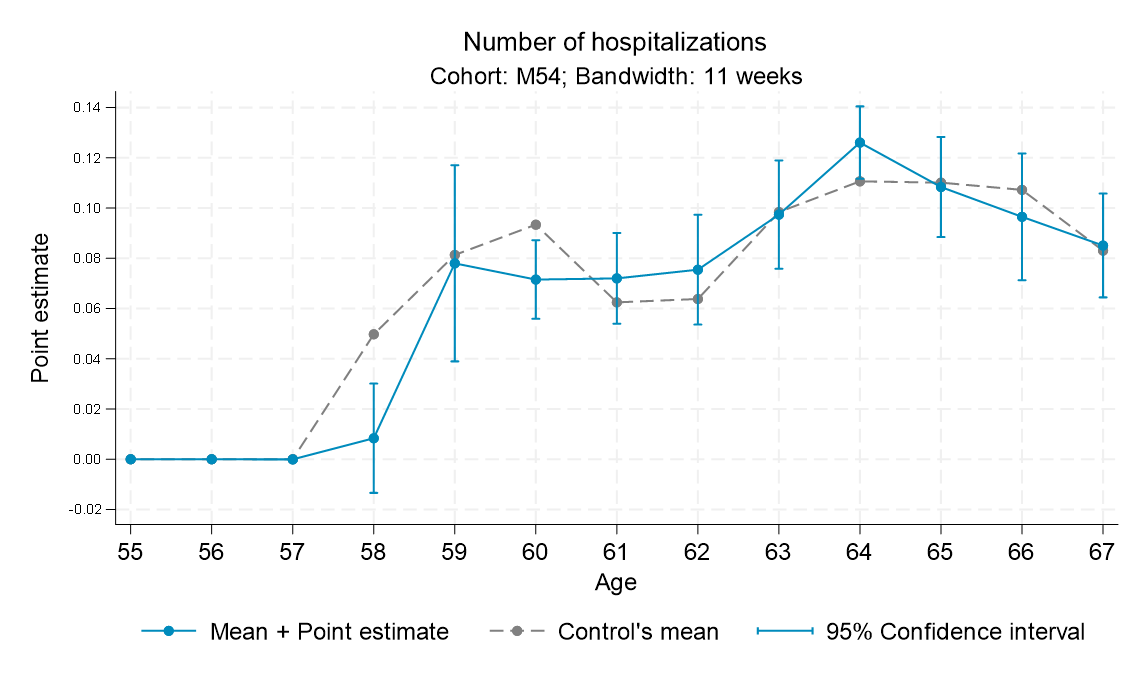 Number of hospitalizations
Cohort: M54; Bandwidth: 11 weeks
Point estimate
0.14
0.12
0.10
0.08
0.06
0.04
0.02
0.00
-0.02
55 56 57 58 59 60 61 62 63 64 65 66 67
Age
Mean + Point estimate Control's mean 95% Confidence interval